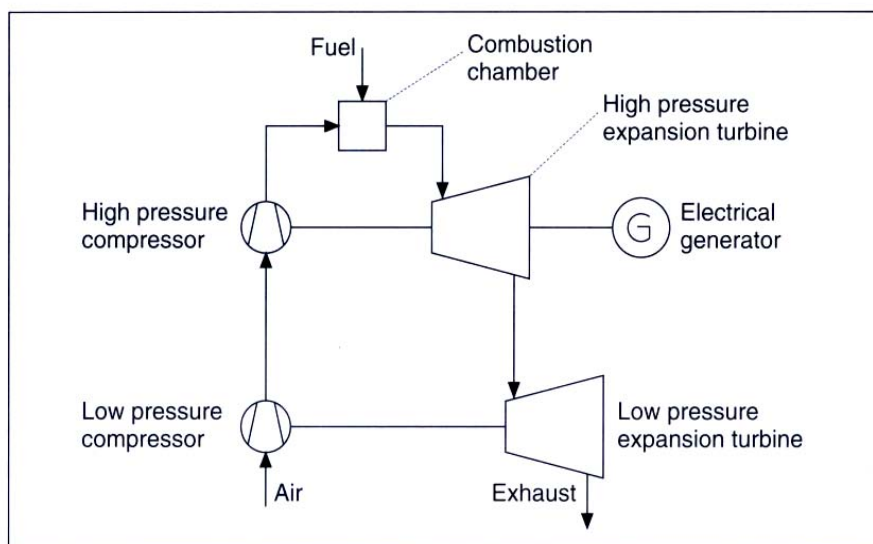 Fuel
Combustion
chamber
High pressure
expansion turbine
High pressure
compressor
G
Electrical
generator
Low pressure
compressor
Low pressure
expansion turbine
Air
Exhaust